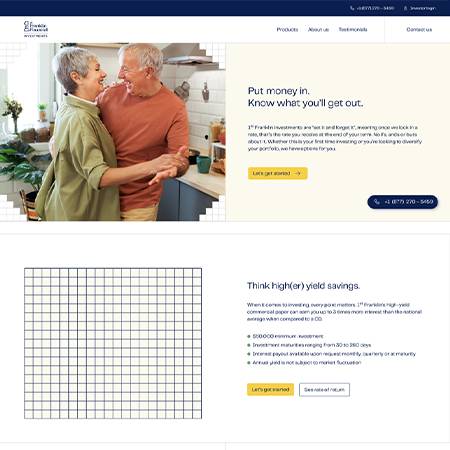 +1 (877) 270 – 5459 Investor login
1st Franklin Financial INVESTMENTS
Products About us Testimonials Contact us
Put money in.
Know what you'll get out.
1st Franklin Investments are "set it and forget it", meaning once we lock in a
rate, that's the rate you receive at the end of your term. No ifs, ands or buts
about it. Whether this is your first time investing or you're looking to diversify
your portfolio, we have options for you.
Let's get started →
+1 (877) 270 – 5459
Think high(er) yield savings.
When it comes to investing, every point matters. 1st Franklin's high-yield
commercial paper can earn you up to 3 times more interest than the national
average when compared to a CD.
minimum investment
Investment maturities ranging from 30 to 260 days
Interest payout available upon request monthly, quarterly or at maturity
Annual yield is not subject to market fluctuation
Let's get started See rate of return